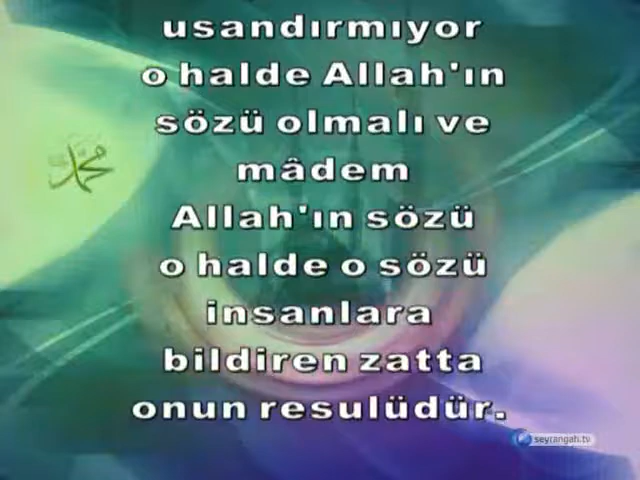 usandırmıyor
o halde Allah'ın
sözü olmalı ve
mâdem
محمد
Allah'ın sözü
o halde o sözü
insanlara
bildiren zatta
onun resulüdür.
seyrangah.tv